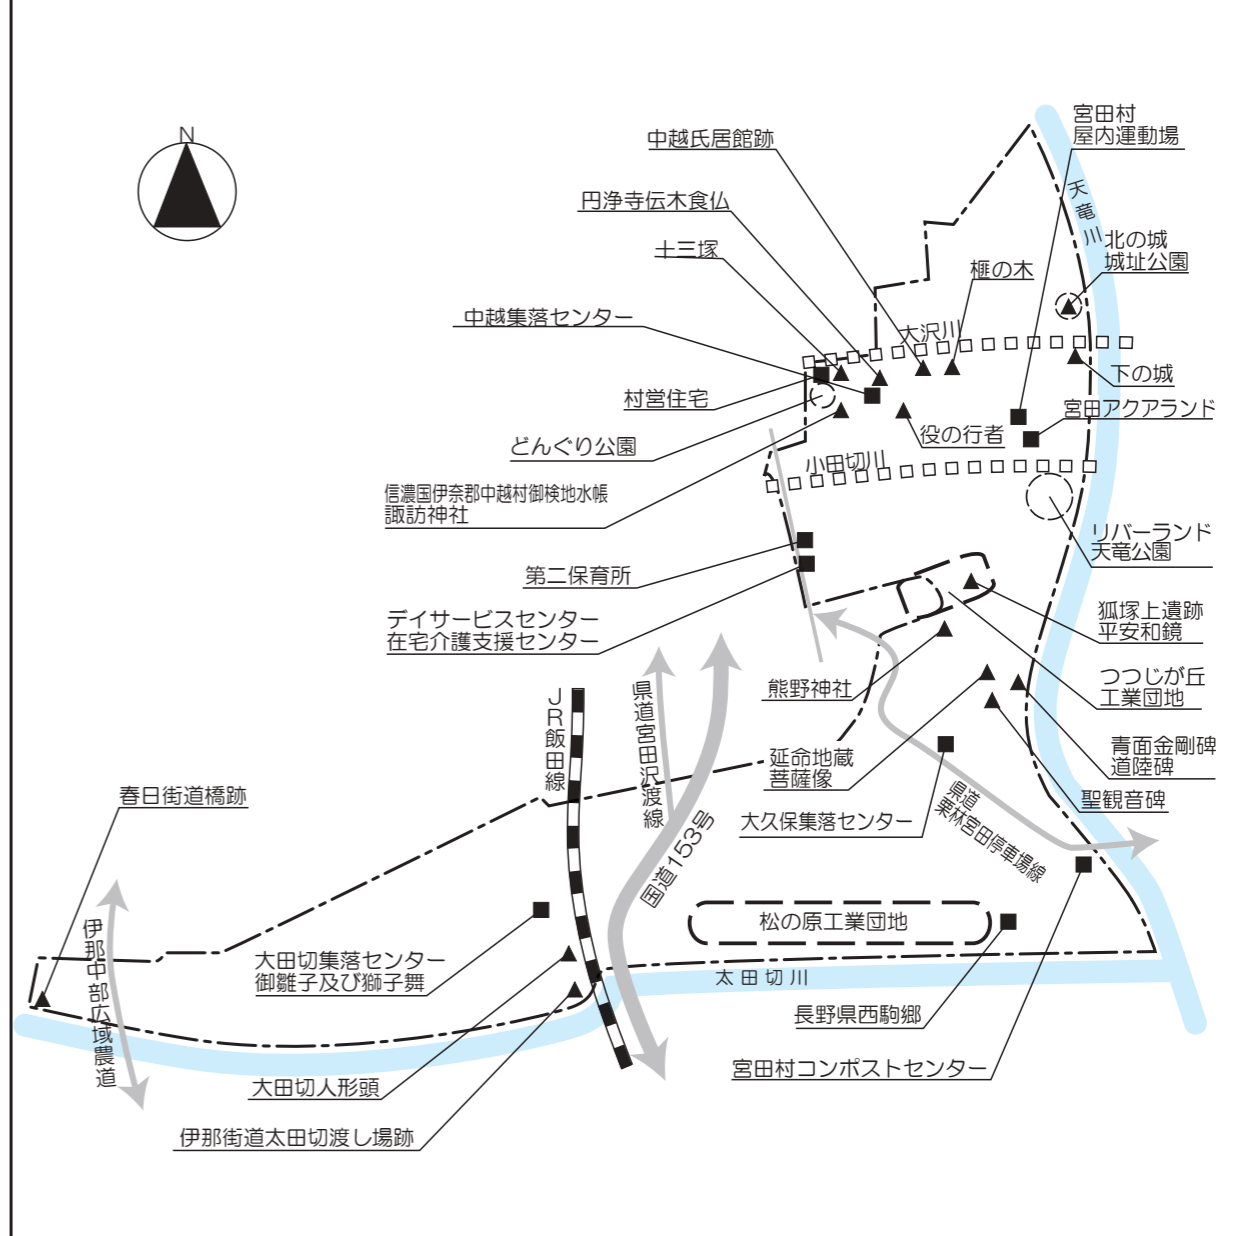 N
宮田村
屋内運動場
中越氏居館跡
天竜川
円浄寺伝木食仏
北の城
城址公園
十三塚
榧の木
中越集落センター
大沢川
下の城
村営住宅
宮田アクアランド
役の行者
どんぐり公園
小田切川
信濃国伊奈郡中越村御検地水帳
諏訪神社
リバーランド
天竜公園
第二保育所
狐塚上遺跡
平安和鏡
デイサービスセンター
在宅介護支援センター
つつじが丘
工業団地
熊野神社
JR飯田線
県道宮田沢渡線
青面金剛碑
道陸碑
延命地蔵
菩薩像
聖観音碑
春日街道橋跡
大久保集落センター
県道
栗林宮田停車場線
国道153号
松の原工業団地
伊那中部広域農道
大田切集落センター
御雛子及び獅子舞
太田切川
長野県西駒郷
宮田村コンポストセンター
大田切人形頭
伊那街道太田切渡し場跡